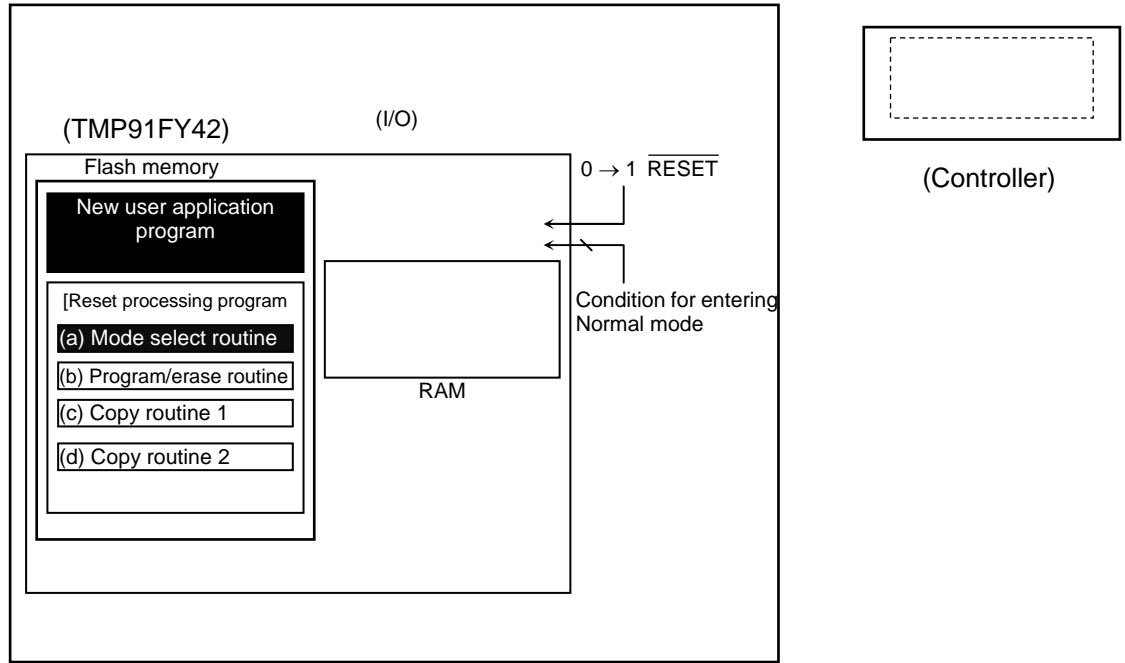 (TMP91FY42)
(I/O)
Flash memory
New user application
program
[Reset processing program
(a) Mode select routine
(b) Program/erase routine
(c) Copy routine 1
(d) Copy routine 2
RAM
0 → 1 RESET
Condition for entering
Normal mode
(Controller)